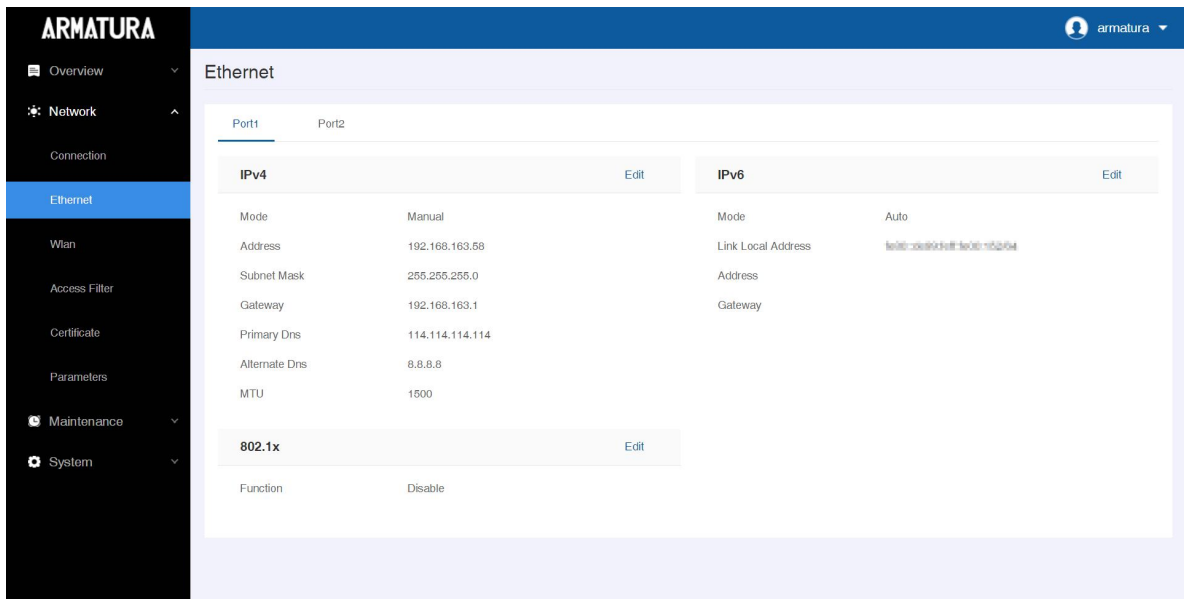 ARMATURA
armatura
Overview
Network
Connection
Ethernet
Wlan
Access Filter
Certificate
Parameters
Maintenance
System
Ethernet
Port1 Port2
IPv4 Edit
Mode Manual
Address 192.168.163.58
Subnet Mask 255.255.255.0
Gateway 192.168.163.1
Primary Dns 114.114.114.114
Alternate Dns 8.8.8.8
MTU 1500
802.1x Edit
Function Disable
IPv6 Edit
Mode Auto
Link Local Address
Address
Gateway